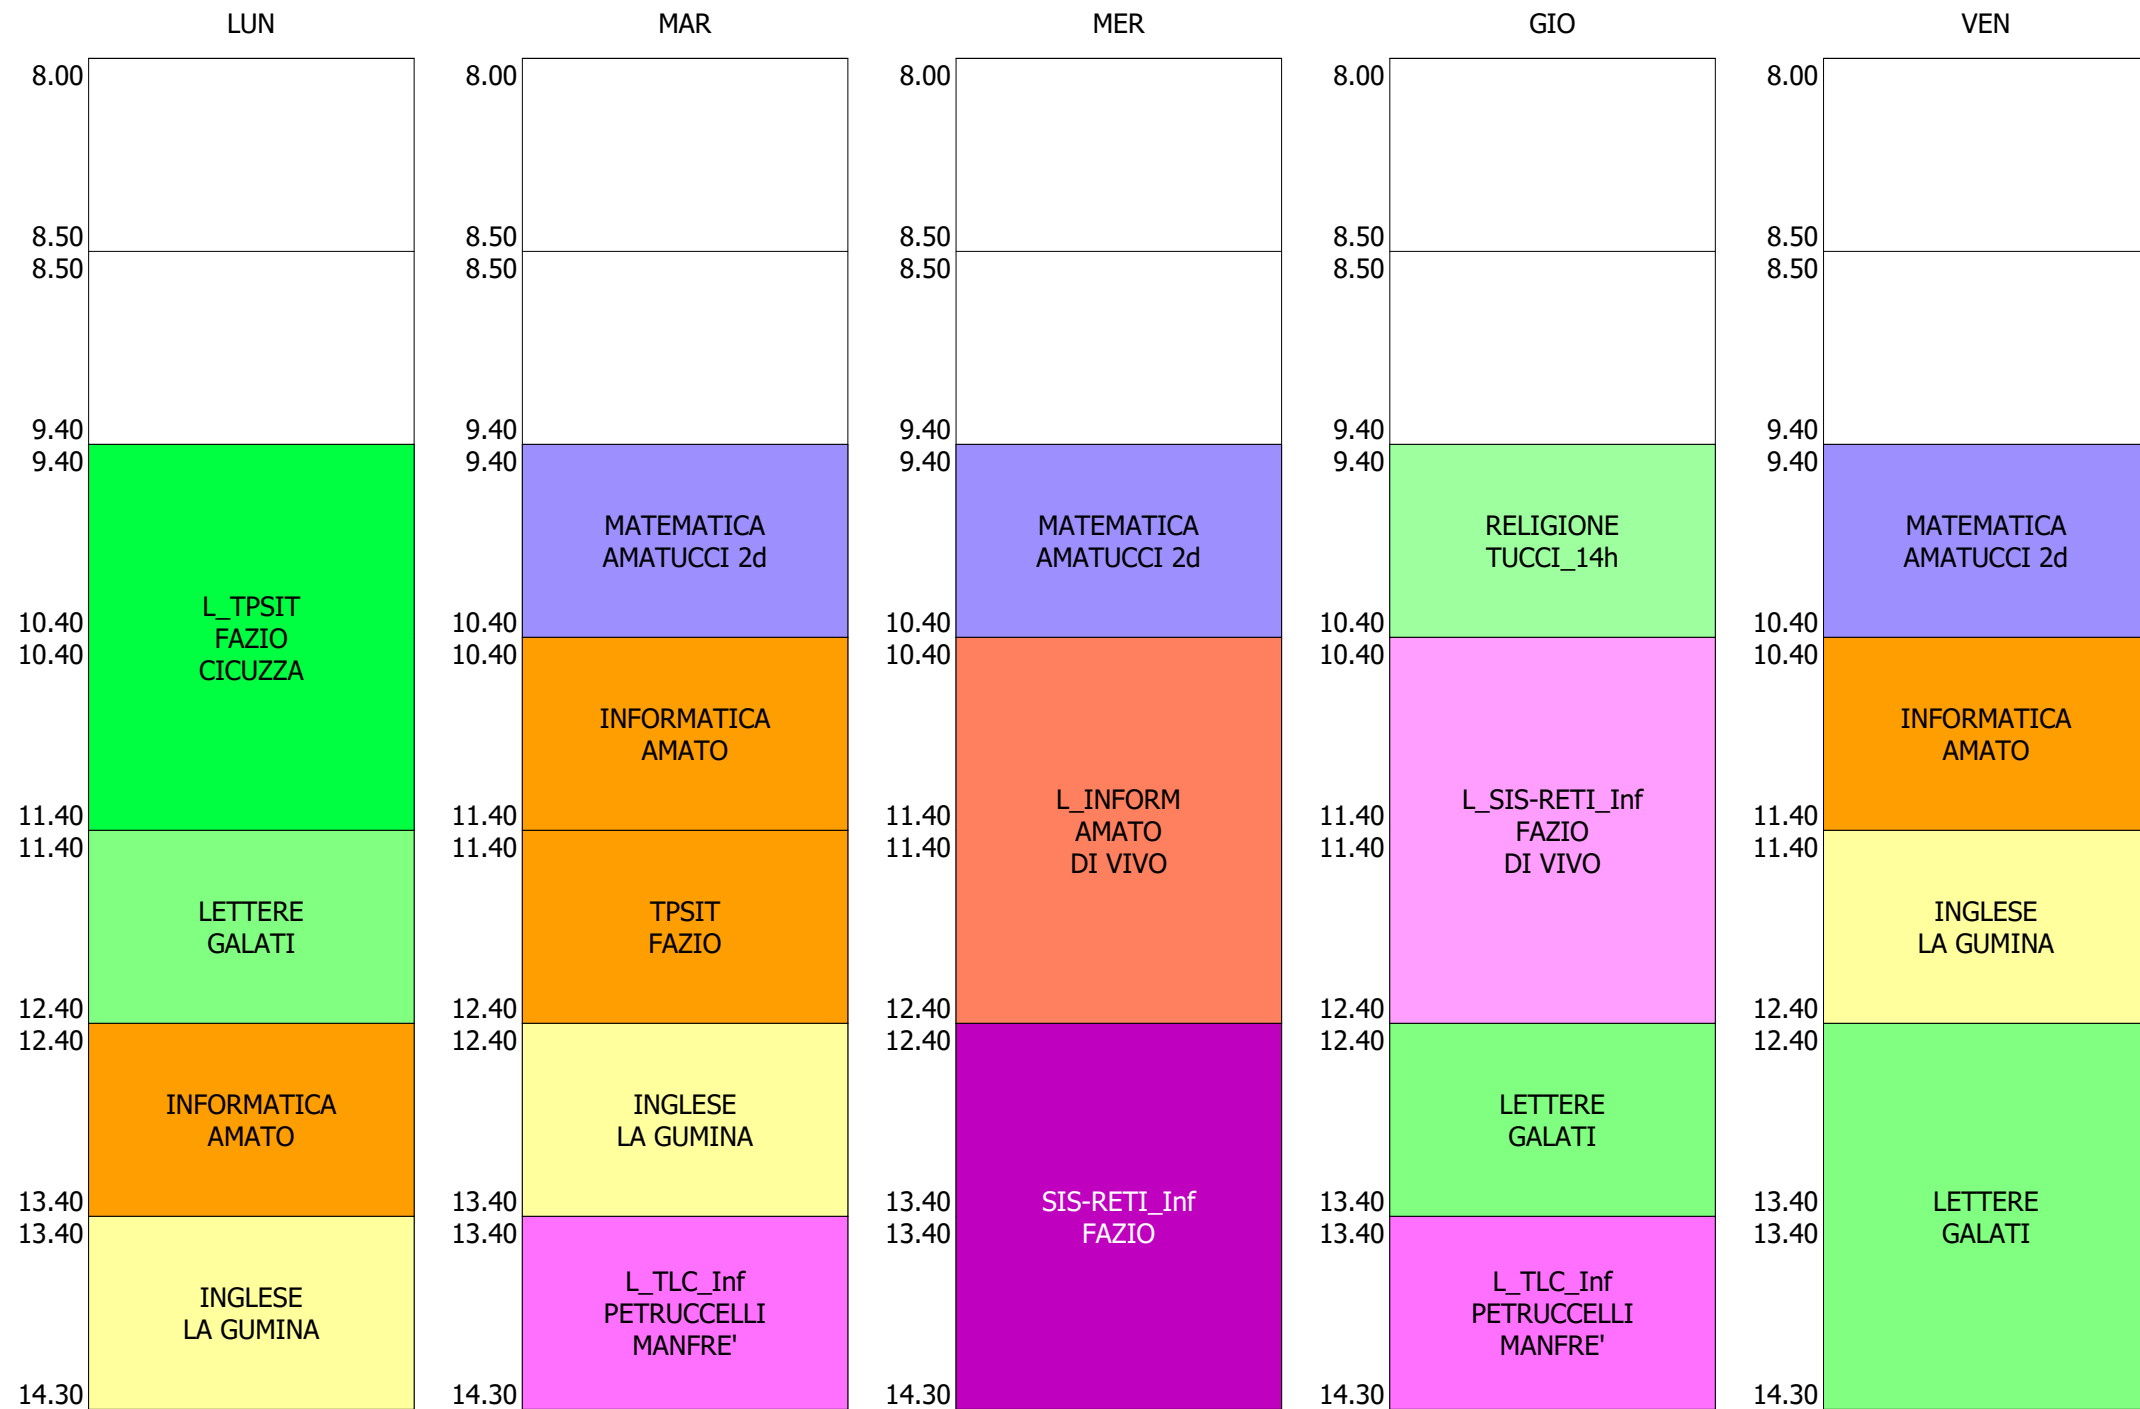 LUN
8.00
8.50
8.50
9.40
9.40
L_TPSIT
FAZIO
CICUZZA
10.40
10.40
11.40
11.40
LETTERE
GALATI
12.40
12.40
INFORMATICA
AMATO
13.40
13.40
INGLESE
LA GUMINA
14.30
MAR
8.00
8.50
8.50
9.40
9.40
MATEMATICA
AMATUCCI 2d
10.40
10.40
INFORMATICA
AMATO
11.40
11.40
TPSIT
FAZIO
12.40
12.40
INGLESE
LA GUMINA
13.40
13.40
L_TLC_Inf
PETRUCCELLI
MANFRE'
14.30
MER
8.00
8.50
8.50
9.40
9.40
MATEMATICA
AMATUCCI 2d
10.40
10.40
L_INFORM
AMATO
DI VIVO
11.40
11.40
12.40
12.40
SIS-RETI_Inf
FAZIO
13.40
13.40
14.30
GIO
8.00
8.50
8.50
9.40
9.40
RELIGIONE
TUCCI_14h
10.40
10.40
L_SIS-RETI_Inf
FAZIO
DI VIVO
11.40
11.40
12.40
12.40
LETTERE
GALATI
13.40
13.40
L_TLC_Inf
PETRUCCELLI
MANFRE'
14.30
VEN
8.00
8.50
8.50
9.40
9.40
MATEMATICA
AMATUCCI 2d
10.40
10.40
INFORMATICA
AMATO
11.40
11.40
INGLESE
LA GUMINA
12.40
12.40
LETTERE
GALATI
13.40
13.40
14.30